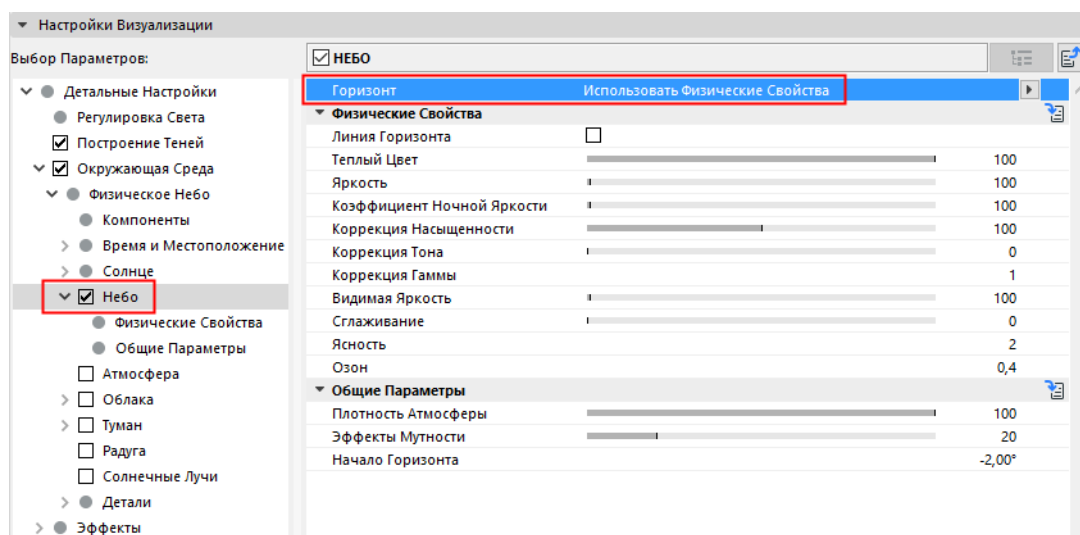 Настройки Визуализации
Выбор Параметров:
Детальные Настройки
Регулировка Света
Построение Теней
Окружающая Среда
Физическое Небо
Компоненты
Время и Местоположение
Солнце
Небо
Физические Свойства
Общие Параметры
Атмосфера
Облака
Туман
Радуга
Солнечные Лучи
Детали
Эффекты
НЕБО
Горизонт Использовать Физические Свойства
Физические Свойства
Линия Горизонта
Теплый Цвет 100
Яркость 100
Коэффициент Ночной Яркости 100
Коррекция Насыщенности 100
Коррекция Тона 0
Коррекция Гаммы 1
Видимая Яркость 100
Сглаживание 0
Ясность 2
Озон 0,4
Общие Параметры
Плотность Атмосферы 100
Эффекты Мутности 20
Начало Горизонта -2,00°